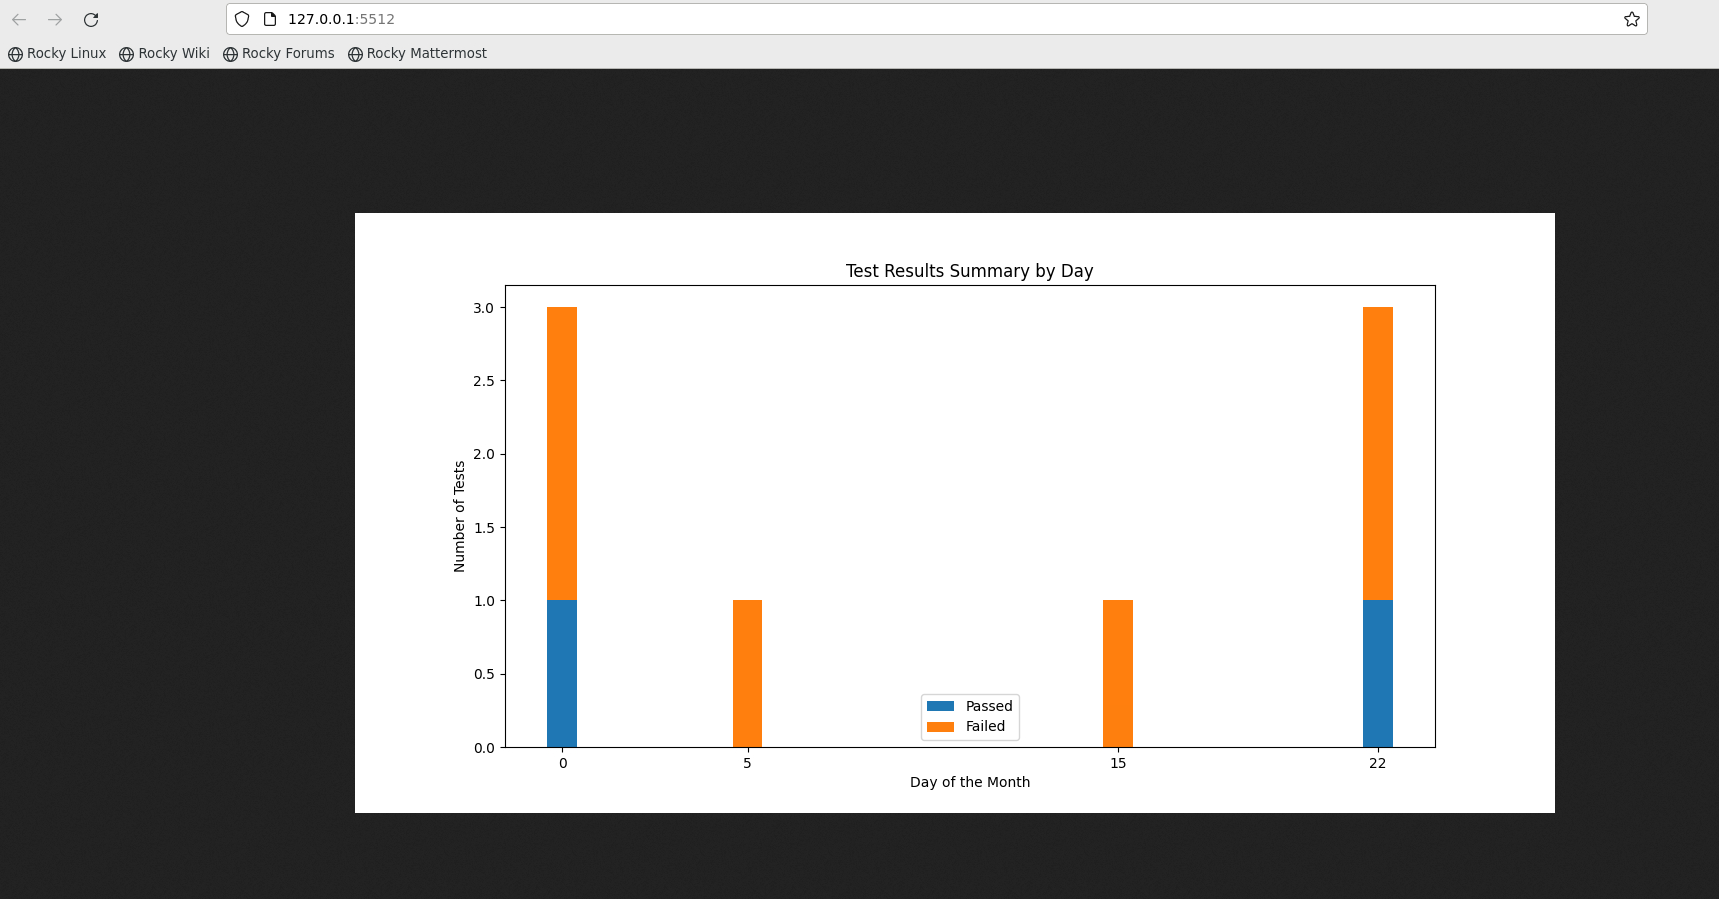 127.0.0.1:5512
Rocky Linux Rocky Wiki Rocky Forums Rocky Mattermost
Test Results Summary by Day
3.0
2.5
2.0
1.5
1.0
0.5
0.0
Number of Tests
Passed
Failed
0 5 15 22
Day of the Month